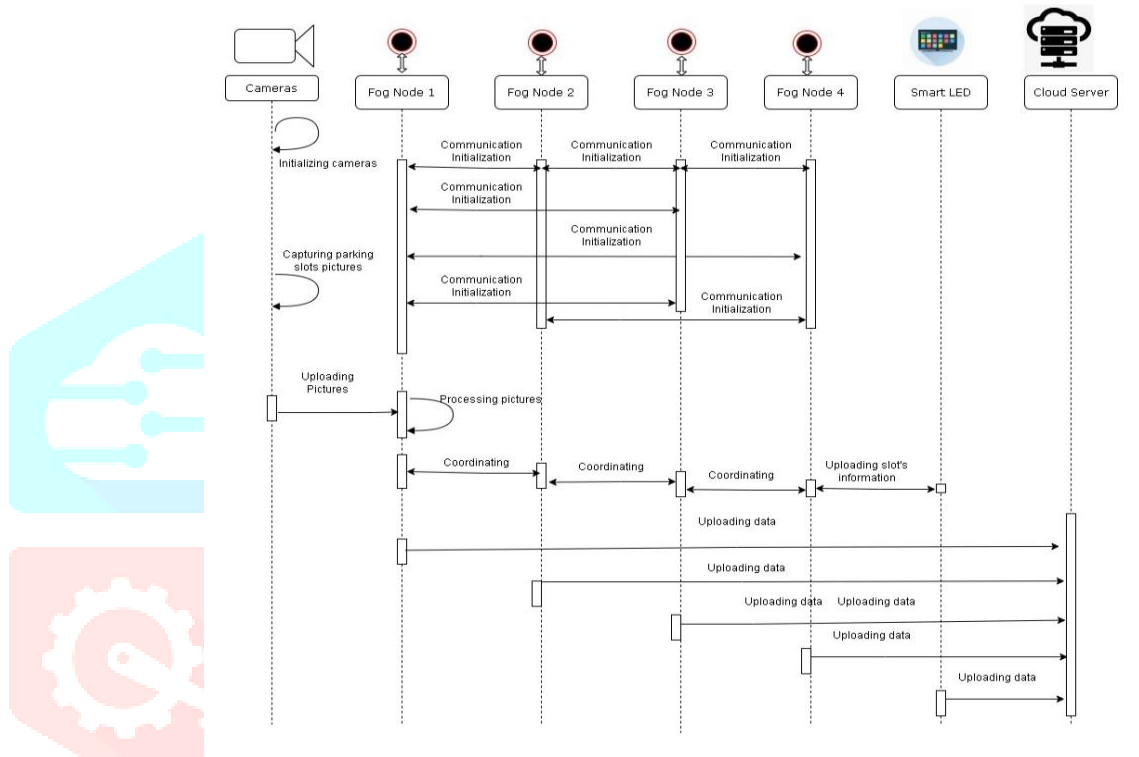 Cameras
Fog Node 1
Fog Node 2
Fog Node 3
Fog Node 4
Smart LED
Cloud Server
Initializing cameras
Communication
Initialization
Communication
Initialization
Communication
Initialization
Communication
Initialization
Communication
Initialization
Capturing parking
slots pictures
Communication
Initialization
Communication
Initialization
Uploading
Pictures
Processing pictures
Coordinating
Coordinating
Coordinating
Uploading slot's
information
Uploading data
Uploading data
Uploading data
Uploading data
Uploading data
Uploading data